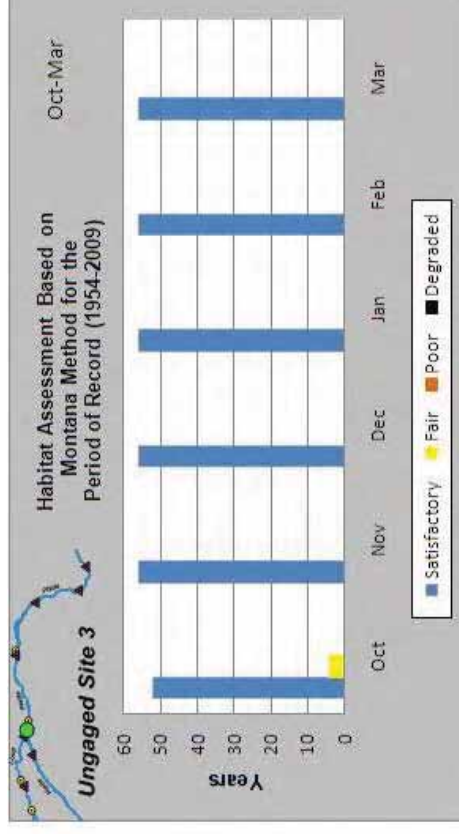 Habitat Assessment Based on
Montana Method for the
Period of Record (1954-2009)
Oct-Mar
Ungaged Site 3
Years
60
50
40
30
20
10
0
Oct Nov Dec Jan Feb Mar
Satisfactory Fair Poor Degraded